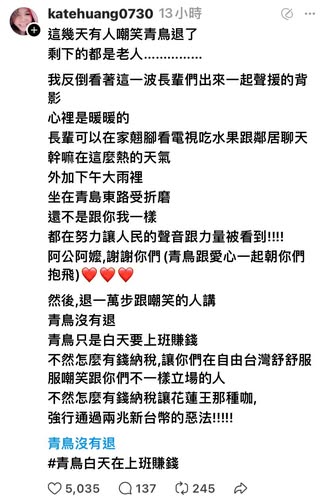 katehuang0730 13小時
這幾天有人嘲笑青鳥退了
剩下的都是老人...............
我反倒看著這一波長輩們出來一起聲援的背
影
心裡是暖暖的
長輩可以在家翹腳看電視吃水果跟鄰居聊天
幹嘛在這麼熱的天氣
外加下午大雨裡
坐在青島東路受折磨
還不是跟你我一樣
都在努力讓人民的聲音跟力量被看到!!!!
阿公阿嬤,謝謝你們 (青鳥跟愛心一起朝你們
抱飛)❤️❤️❤️
然後,退一萬步跟嘲笑的人講
青鳥沒有退
青鳥只是白天要上班賺錢
不然怎麼有錢納稅,讓你們在自由台灣舒舒服
服嘲笑跟你們不一樣立場的人
不然怎麼有錢納稅讓花蓮王那種咖,
強行通過兩兆新台幣的惡法!!!!!
青鳥沒有退
#青鳥白天在上班賺錢
5,035 137 245